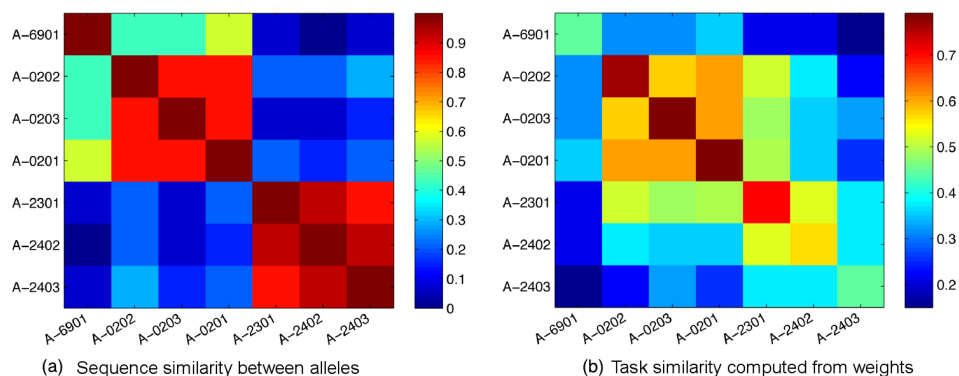 A-6901
A-0202
A-0203
A-0201
A-2301
A-2402
A-2403
A-6901 A-0202 A-0203 A-0201 A-2301 A-2402 A-2403
0.9
0.8
0.7
0.6
0.5
0.4
0.3
0.2
0.1
0
(a) Sequence similarity between alleles
A-6901
A-0202
A-0203
A-0201
A-2301
A-2402
A-2403
A-6901 A-0202 A-0203 A-0201 A-2301 A-2402 A-2403
0.7
0.6
0.5
0.4
0.3
0.2
(b) Task similarity computed from weights